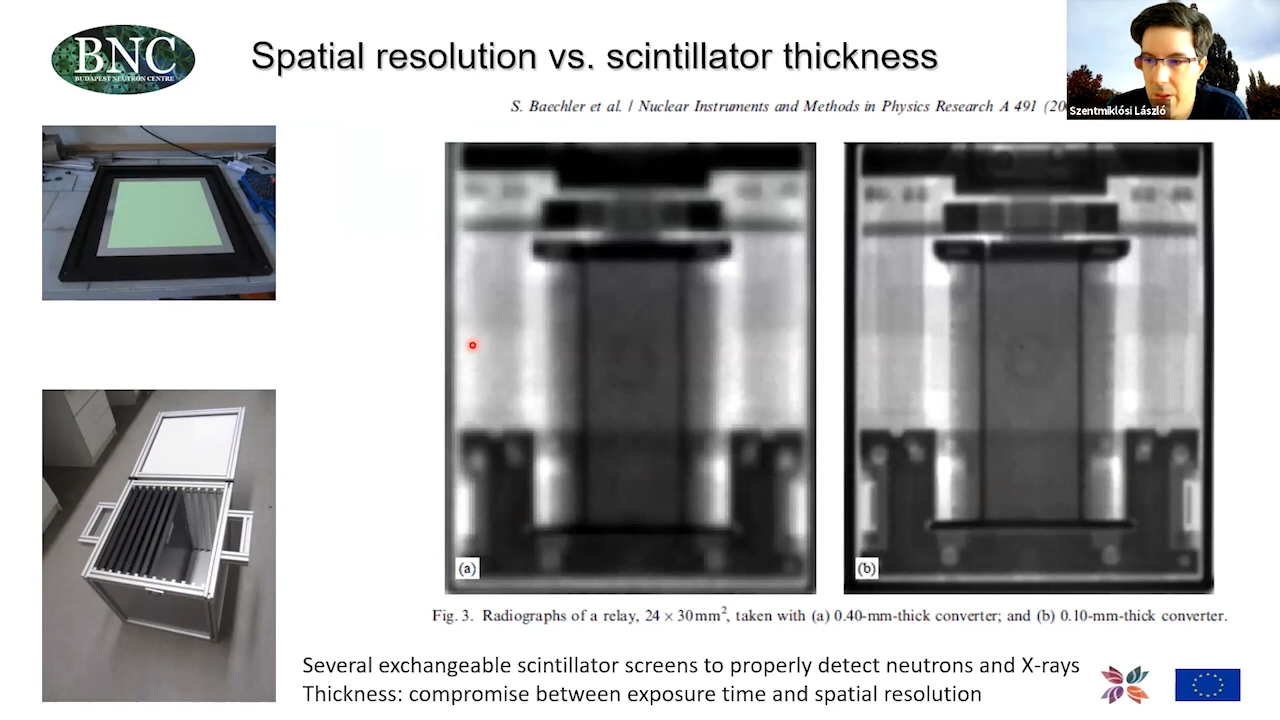 BNC
BUDAPEST NEUTRON CENTRE
Spatial resolution vs. scintillator thickness
S. Baechler et al. / Nuclear Instruments and Methods in Physics Research A 491 (20
Szentmiklósi László
(a)
(b)
Fig. 3. Radiographs of a relay, 24 × 30 mm², taken with (a) 0.40-mm-thick converter; and (b) 0.10-mm-thick converter.
Several exchangeable scintillator screens to properly detect neutrons and X-rays
Thickness: compromise between exposure time and spatial resolution